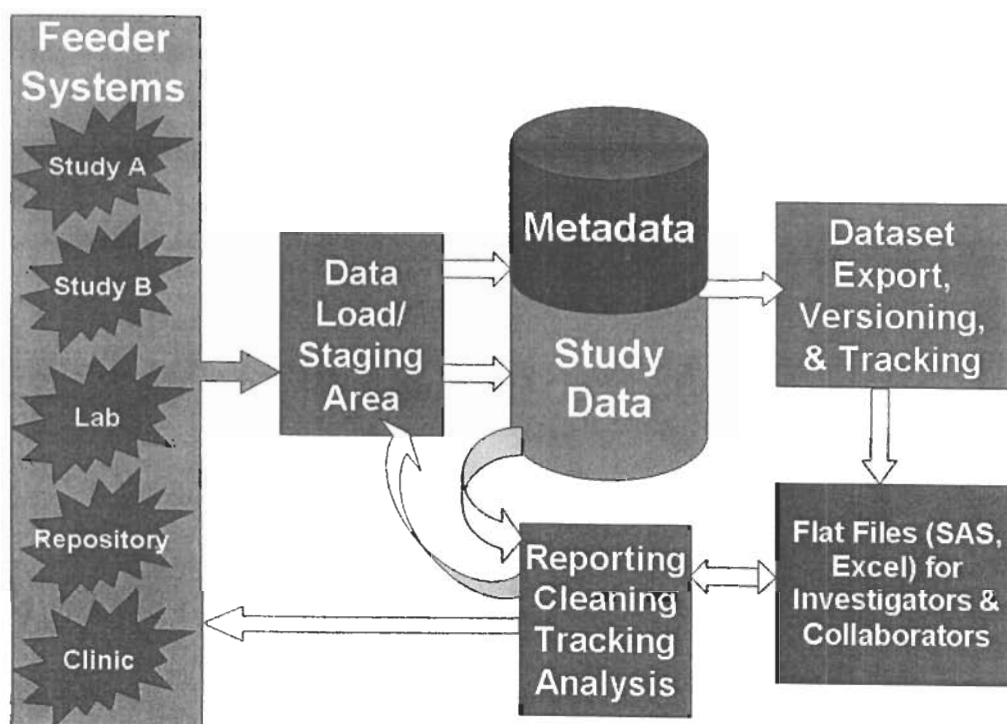 Feeder
Systems
Study A
Study B
Lab
Repository
Clinic
Data
Load/
Staging
Area
Metadata
Study
Data
Dataset
Export,
Versioning,
& Tracking
Reporting
Cleaning
Tracking
Analysis
Flat Files (SAS,
Excel) for
Investigators &
Collaborators